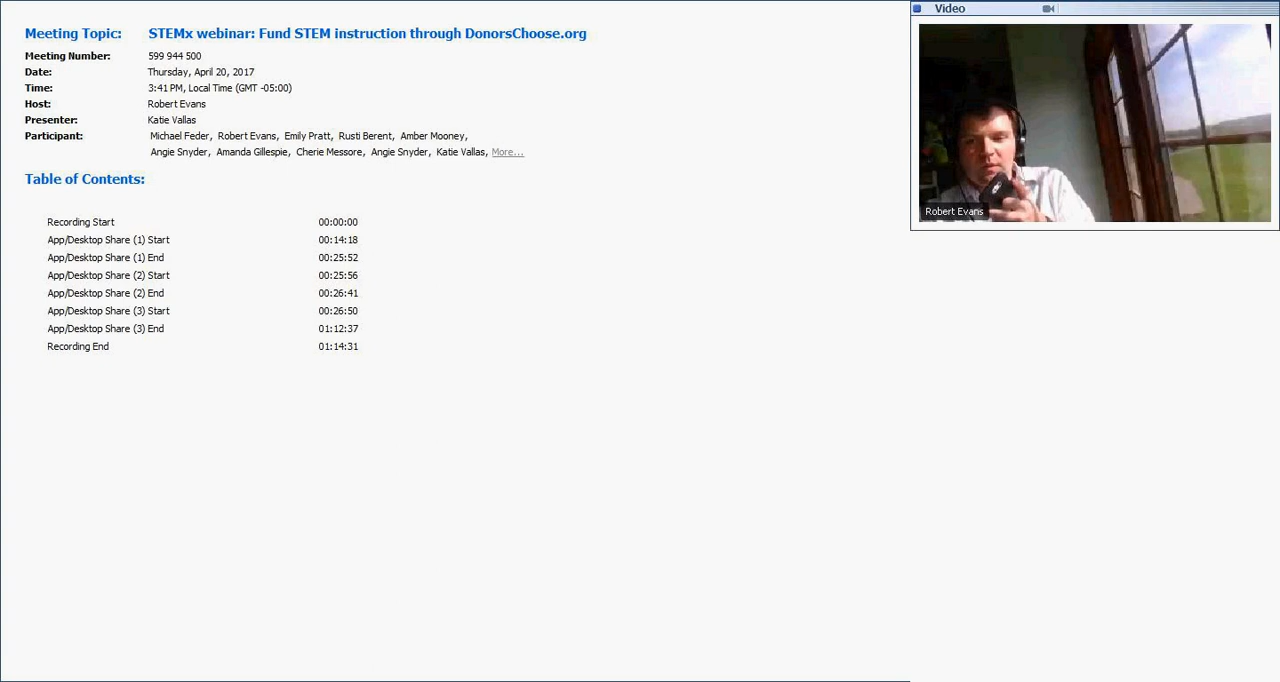 Meeting Topic: STEMx webinar: Fund STEM instruction through DonorsChoose.org
Meeting Number: 599 944 500
Date: Thursday, April 20, 2017
Time: 3:41 PM, Local Time (GMT -05:00)
Host: Robert Evans
Presenter: Katie Vallas
Participant: Michael Feder, Robert Evans, Emily Pratt, Rusti Berent, Amber Mooney,
Angie Snyder, Amanda Gillespie, Cherie Messore, Angie Snyder, Katie Vallas, More...
Table of Contents:
Recording Start 00:00:00
App/Desktop Share (1) Start 00:14:18
App/Desktop Share (1) End 00:25:52
App/Desktop Share (2) Start 00:25:56
App/Desktop Share (2) End 00:26:41
App/Desktop Share (3) Start 00:26:50
App/Desktop Share (3) End 01:12:37
Recording End 01:14:31
Video
Robert Evans